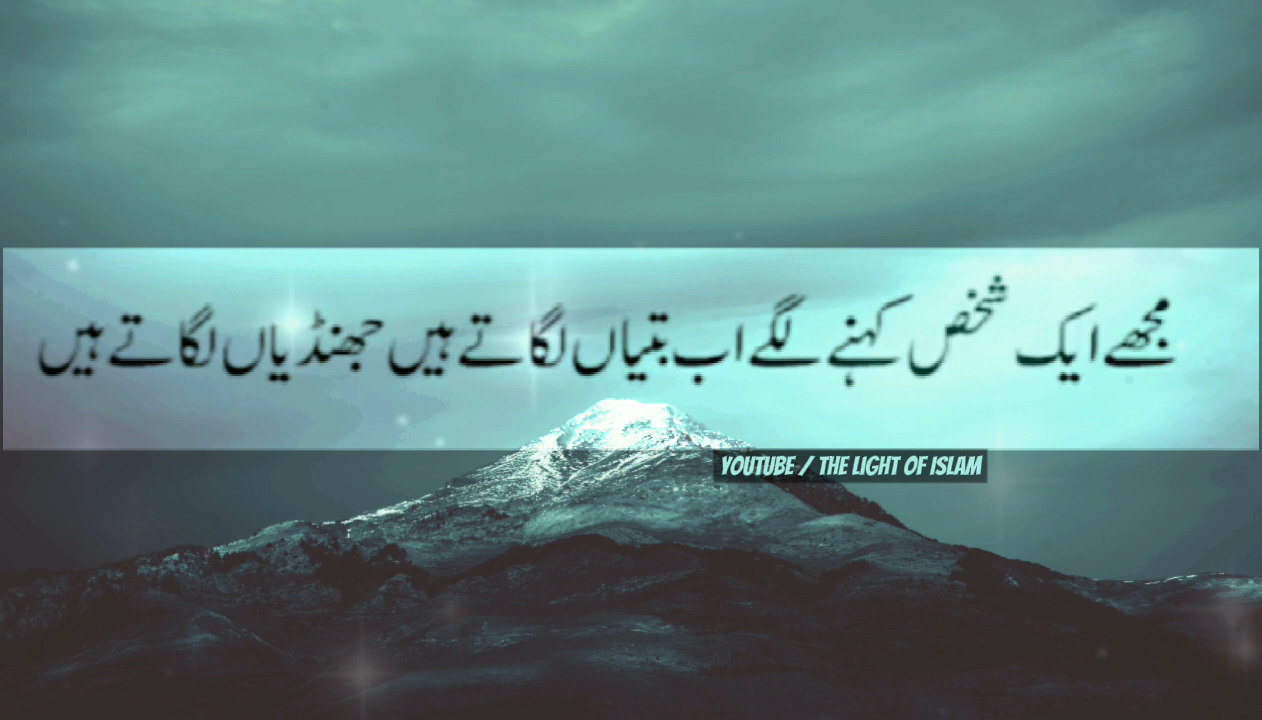 مجھے ایک شخص کہنے لگے اب بتیاں لگاتے ہیں جھنڈیاں لگاتے ہیں
YOUTUBE / THE LIGHT OF ISLAM